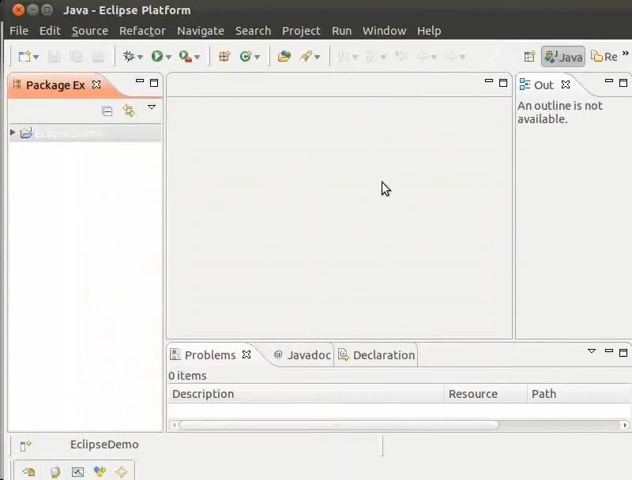 Java - Eclipse Platform
File Edit Source Refactor Navigate Search Project Run Window Help
Java Re »
Package Ex
Out
An outline is not
available.
EclipseDemo
Problems @ Javadoc Declaration
0 items
Description Resource Path
EclipseDemo